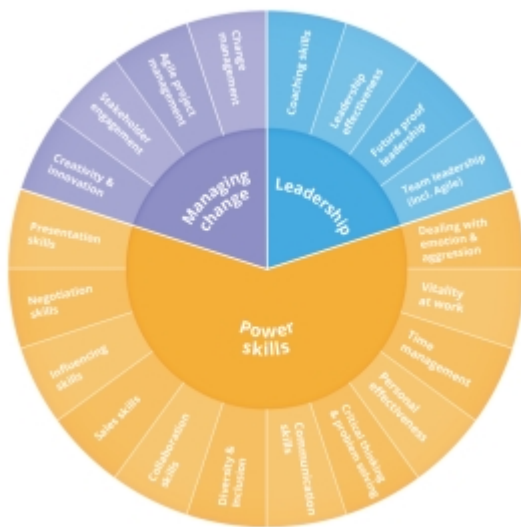 Change
management
Agile project
management
Stakeholder
engagement
Creativity &
innovation
Managing
change
Coaching skills
Leadership
effectiveness
Future proof
leadership
Team leadership
(incl. Agile)
Leadership
Dealing with
emotion &
aggression
Vitality
at work
Time
management
Personal
effectiveness
Critical thinking
& problem solving
Communication
skills
Diversity &
inclusion
Collaboration
skills
Sales skills
Influencing
skills
Negotiation
skills
Presentation
skills
Power
skills